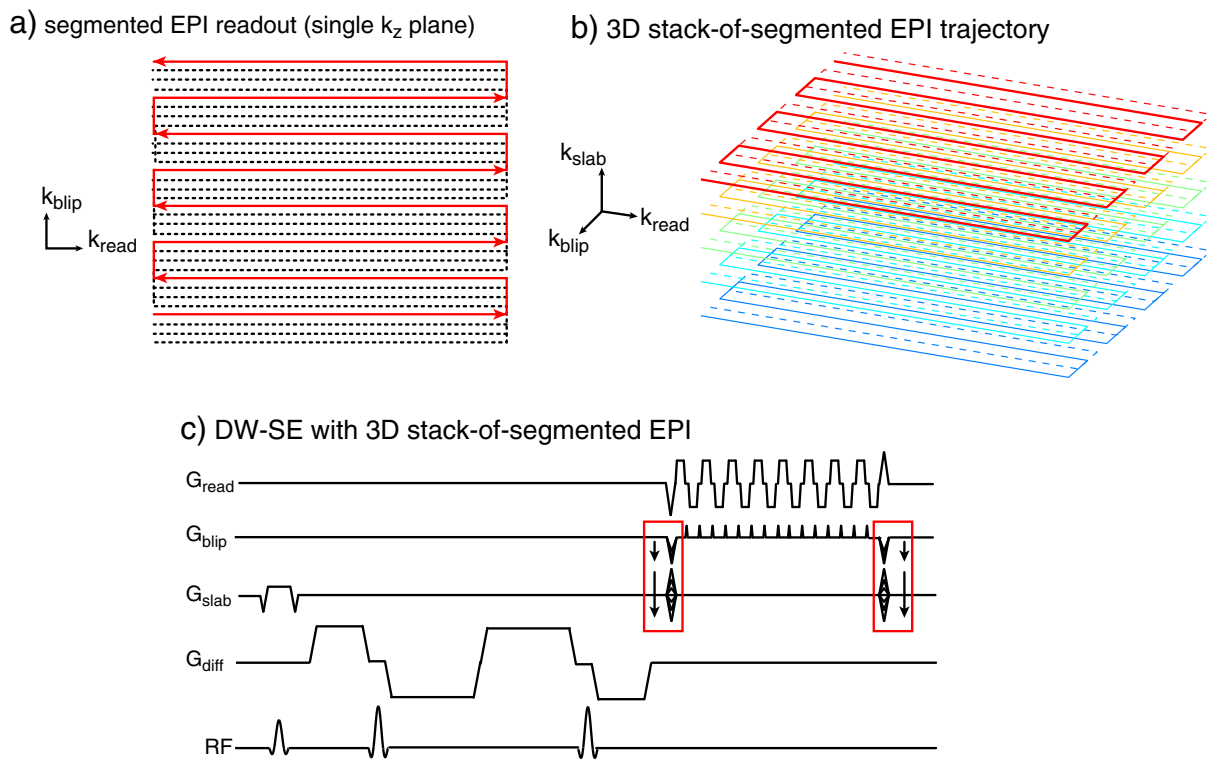 a) segmented EPI readout (single kz plane)
b) 3D stack-of-segmented EPI trajectory
kblip
kread
kslab
kread
kblip
c) DW-SE with 3D stack-of-segmented EPI
Gread
Gblip
Gslab
Gdiff
RF